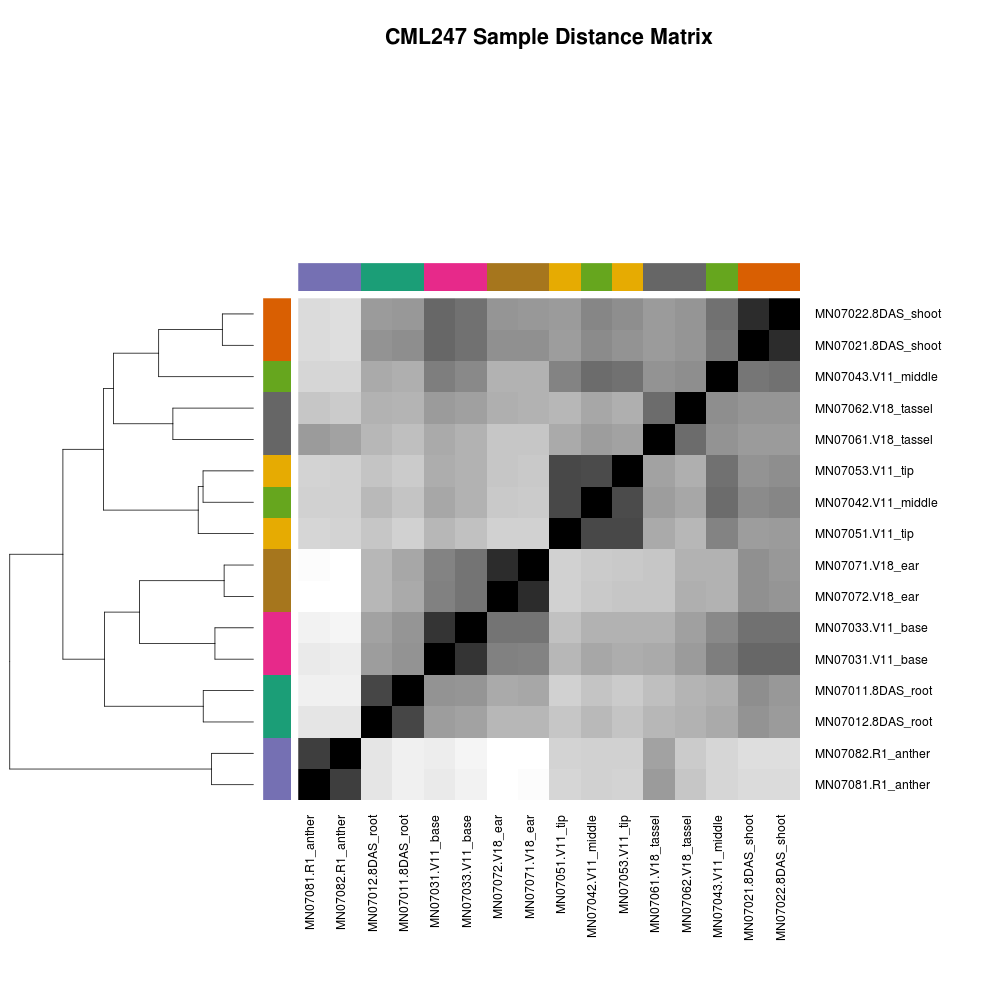 CML247 Sample Distance Matrix
MN07022.8DAS_shoot
MN07021.8DAS_shoot
MN07043.V11_middle
MN07062.V18_tassel
MN07061.V18_tassel
MN07053.V11_tip
MN07042.V11_middle
MN07051.V11_tip
MN07071.V18_ear
MN07072.V18_ear
MN07033.V11_base
MN07031.V11_base
MN07011.8DAS_root
MN07012.8DAS_root
MN07082.R1_anther
MN07081.R1_anther
MN07081.R1_anther
MN07082.R1_anther
MN07012.8DAS_root
MN07011.8DAS_root
MN07031.V11_base
MN07033.V11_base
MN07072.V18_ear
MN07071.V18_ear
MN07051.V11_tip
MN07042.V11_middle
MN07053.V11_tip
MN07061.V18_tassel
MN07062.V18_tassel
MN07043.V11_middle
MN07021.8DAS_shoot
MN07022.8DAS_shoot